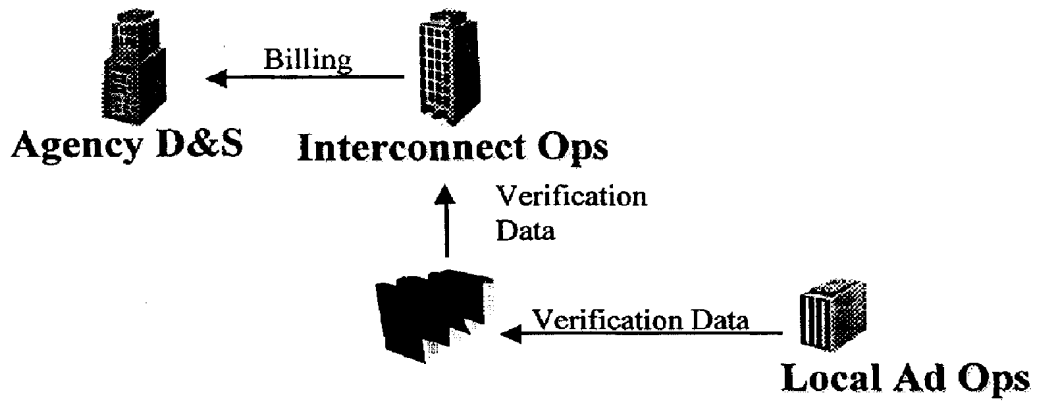 Billing
Agency D&S
Interconnect Ops
Verification
Data
Verification Data
Local Ad Ops